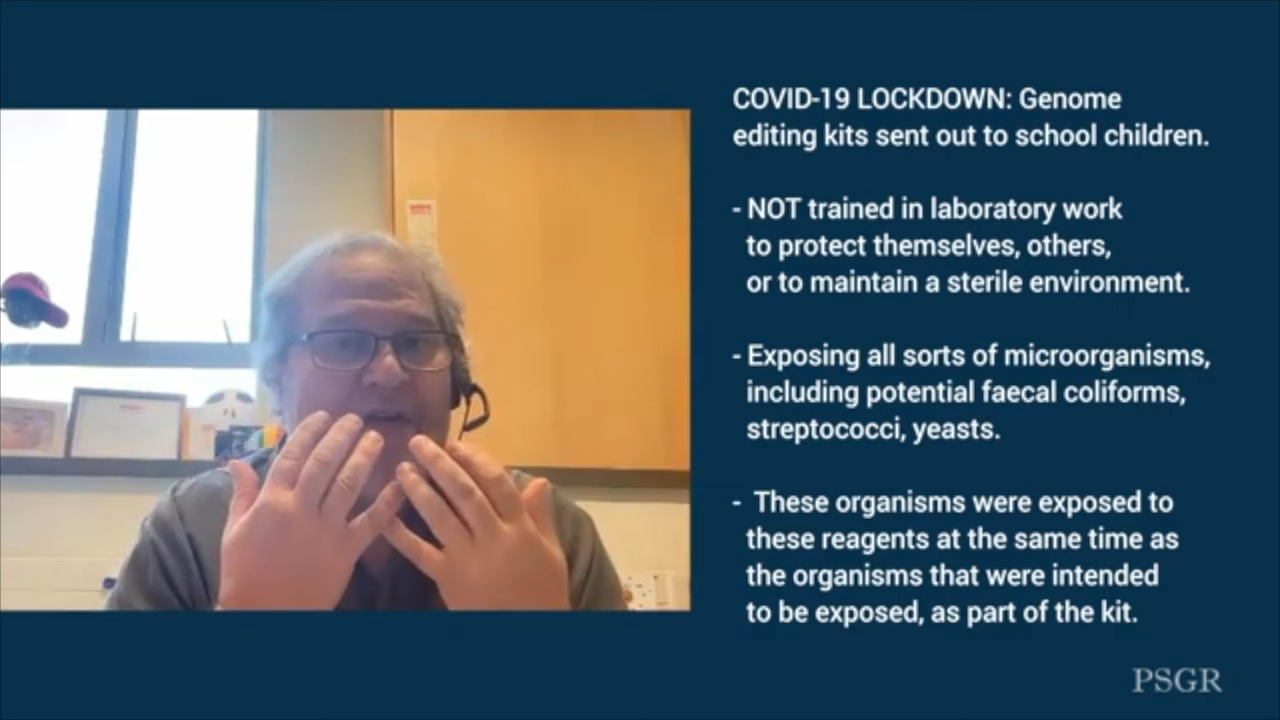 COVID-19 LOCKDOWN: Genome
editing kits sent out to school children.
- NOT trained in laboratory work
to protect themselves, others,
or to maintain a sterile environment.
- Exposing all sorts of microorganisms,
including potential faecal coliforms,
streptococci, yeasts.
- These organisms were exposed to
these reagents at the same time as
the organisms that were intended
to be exposed, as part of the kit.
PSGR